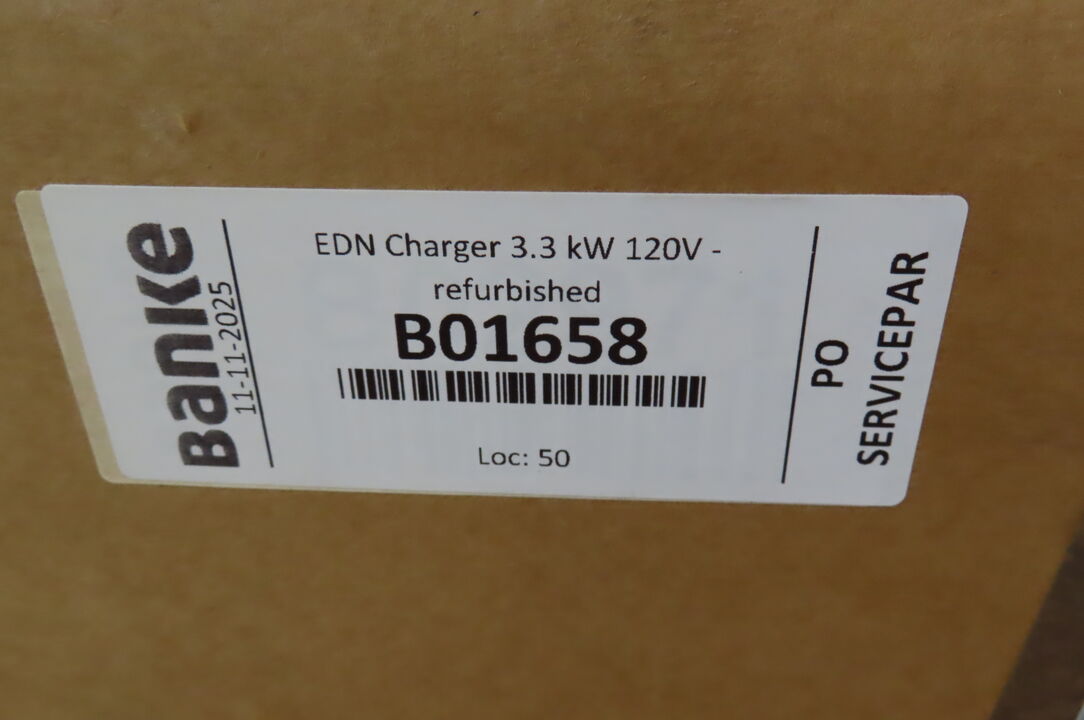 Banke
11-11-2025
EDN Charger 3.3 kW 120V -
refurbished
B01658
Loc: 50
PO
SERVICEPAR